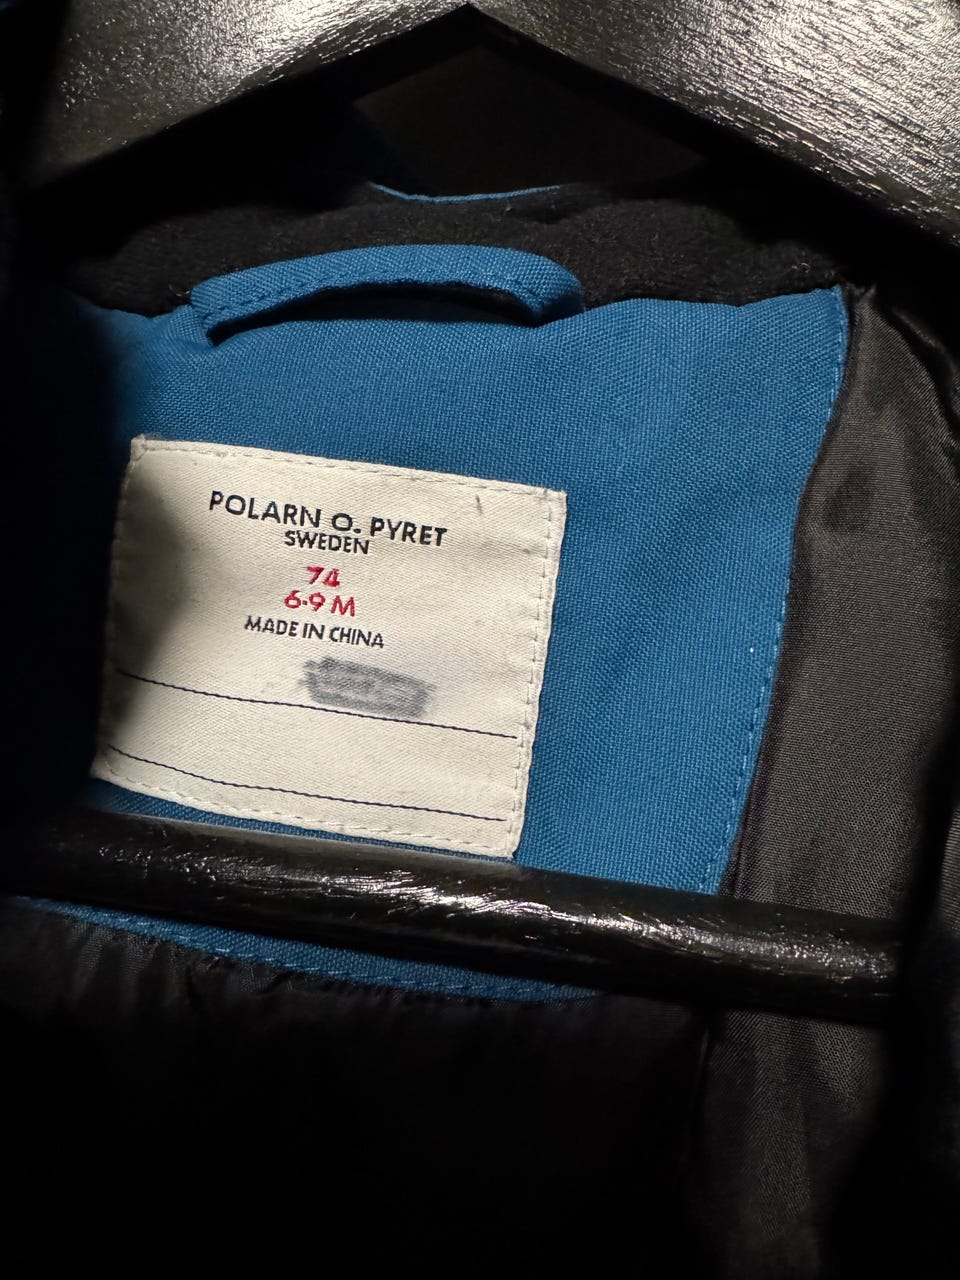 POLARN O. PYRET
SWEDEN
74
6-9 M
MADE IN CHINA